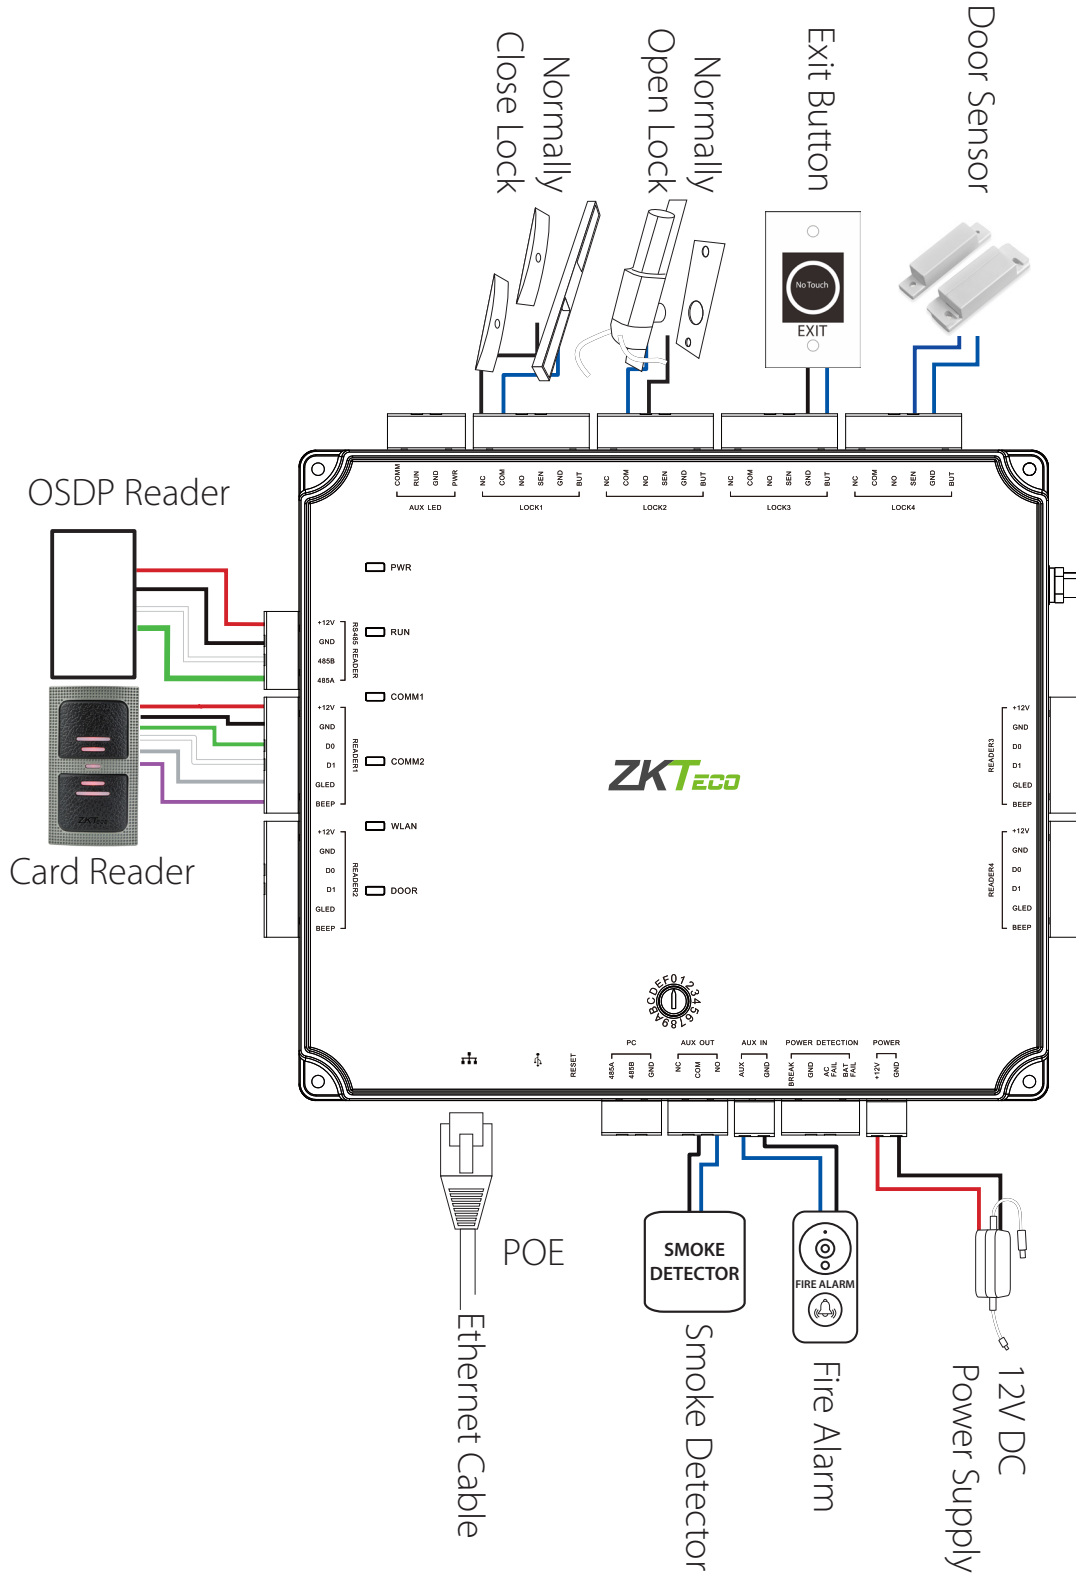 Normally
Close Lock
Normally
Open Lock
Exit Button
Door Sensor
No Touch
EXIT
COMM
RUN
GND
PWR
AUX LED
NC
COM
NO
SEN
GND
BUT
LOCK1
NC
COM
NO
SEN
GND
BUT
LOCK2
NC
COM
NO
SEN
GND
BUT
LOCK3
NC
COM
NO
SEN
GND
BUT
LOCK4
OSDP Reader
+12V
GND
485B
485A
RS485 READER
+12V
GND
D0
D1
GLED
BEEP
READER1
ZKTeco
Card Reader
+12V
GND
D0
D1
GLED
BEEP
READER2
PWR
RUN
COMM1
COMM2
WLAN
DOOR
ZKTECO
READER3
+12V
GND
D0
D1
GLED
BEEP
READER4
+12V
GND
D0
D1
GLED
BEEP
0123456789ABCDEF
RESET
PC
485A
485B
GND
AUX OUT
NC
COM
NO
AUX IN
AUX
GND
POWER DETECTION
BREAK
GND
AC FAIL
BAT FAIL
POWER
+12V
GND
POE
Ethernet Cable
SMOKE
DETECTOR
Smoke Detector
FIRE ALARM
Fire Alarm
12V DC
Power Supply